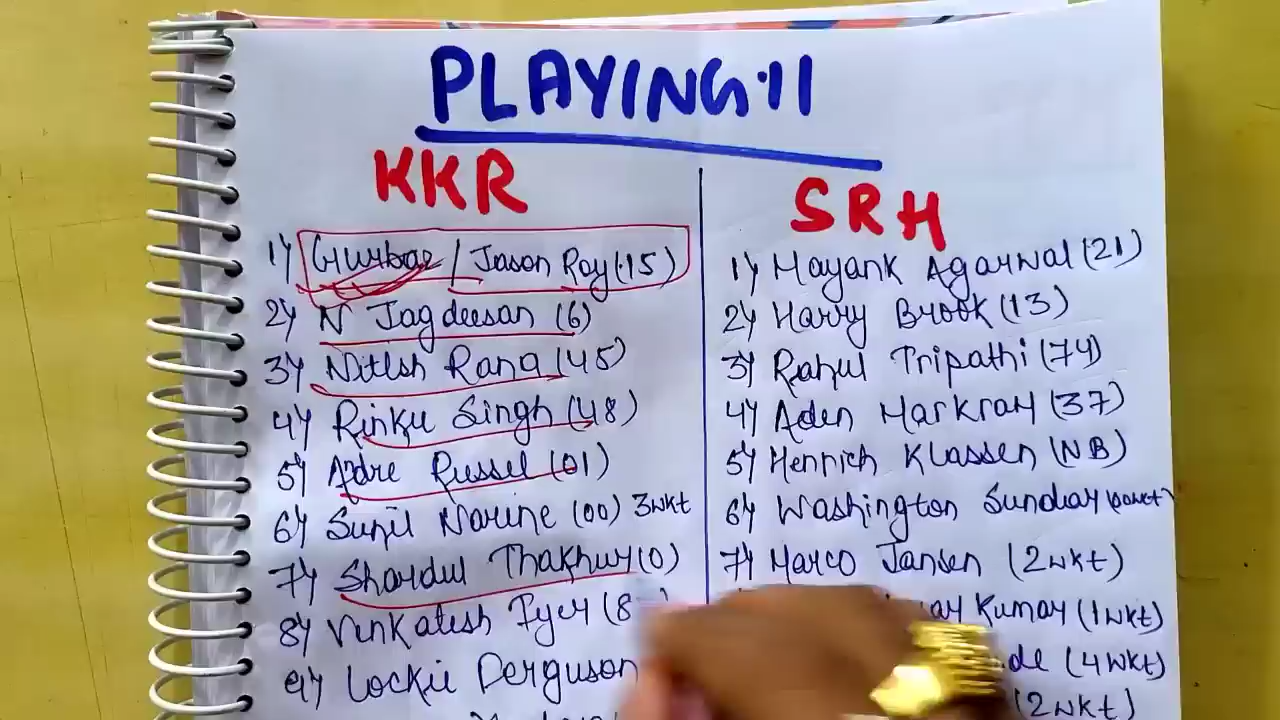 PLAYING·11
KKR
1) Gurbaz / Jason Roy (15)
2) N Jagdeesan (6)
3) Nitish Rana (45)
4) Rinku Singh (48)
5) Adre Russel (01)
6) Sunil Narine (00) 3wkt
7) Shardul Thakhur (0)
8) Venkatesh Iyer (8
9) Lockie Ferguson
SRH
1) Mayank Agarwal (21)
2) Harry Brook (13)
3) Rahul Tripathi (74)
4) Aden Markram (37)
5) Henrich Klassen (NB)
6) Washington Sundar
7) Marco Jansen (2wkt)
Kumar (1wkt)
(4wkt)
(2wkt)